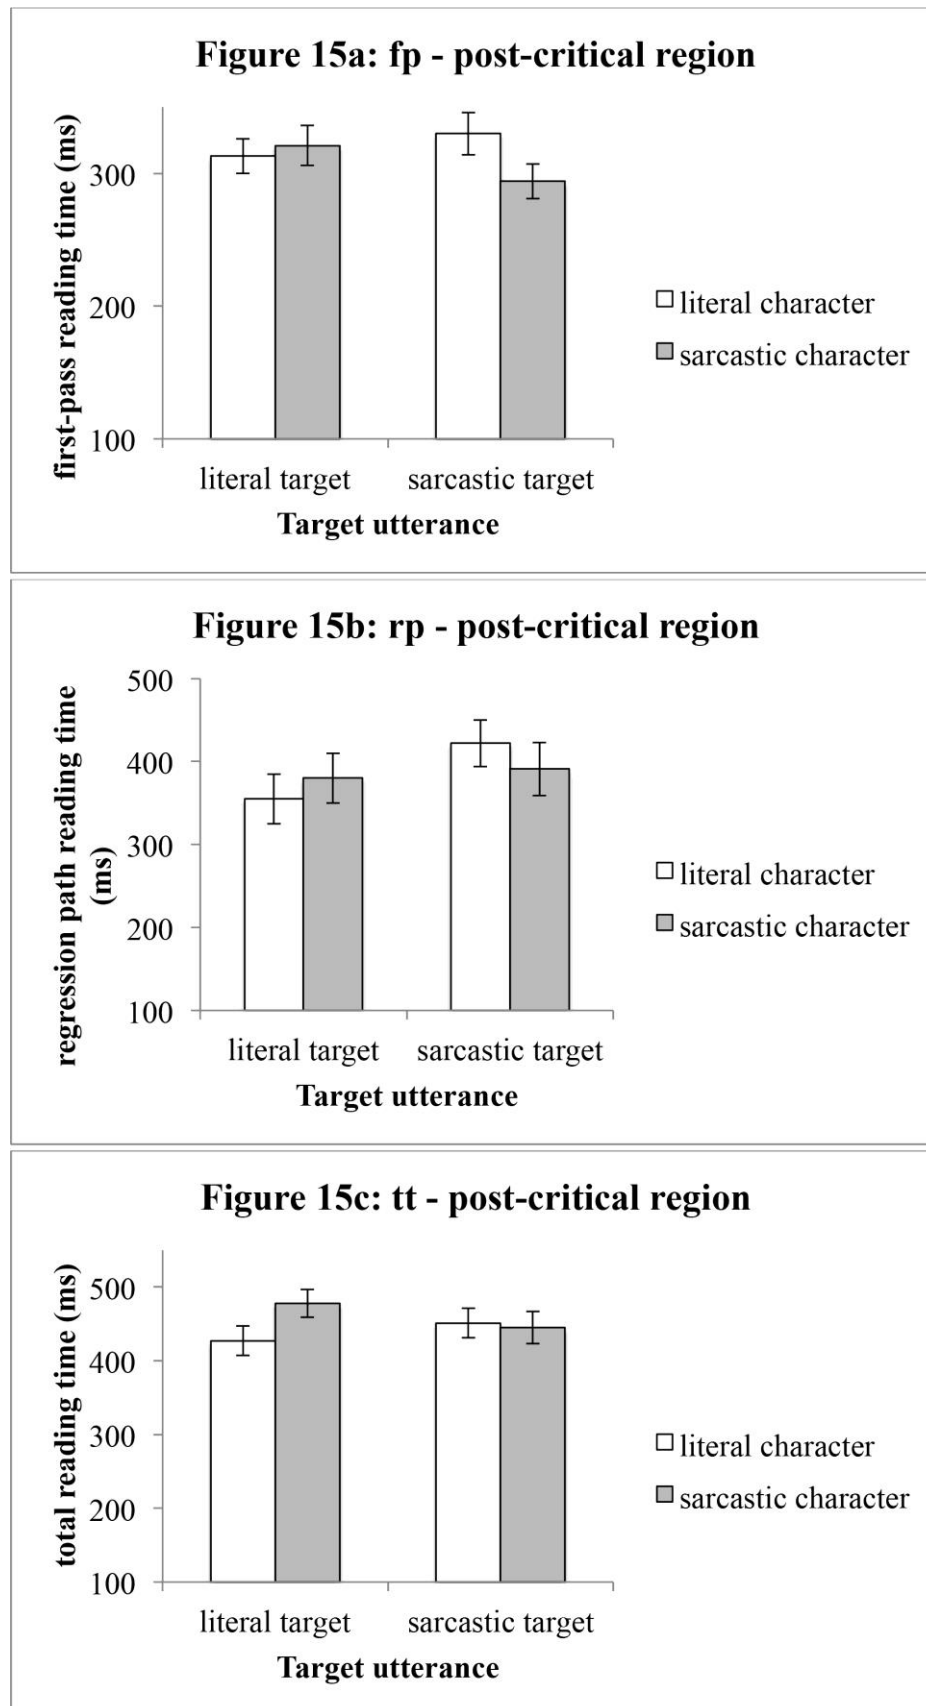 Figure 15a: fp - post-critical region
first-pass reading time (ms)
300
200
100
literal target sarcastic target
Target utterance
literal character
sarcastic character
Figure 15b: rp - post-critical region
regression path reading time
(ms)
500
400
300
200
100
literal target sarcastic target
Target utterance
literal character
sarcastic character
Figure 15c: tt - post-critical region
total reading time (ms)
500
400
300
200
100
literal target sarcastic target
Target utterance
literal character
sarcastic character